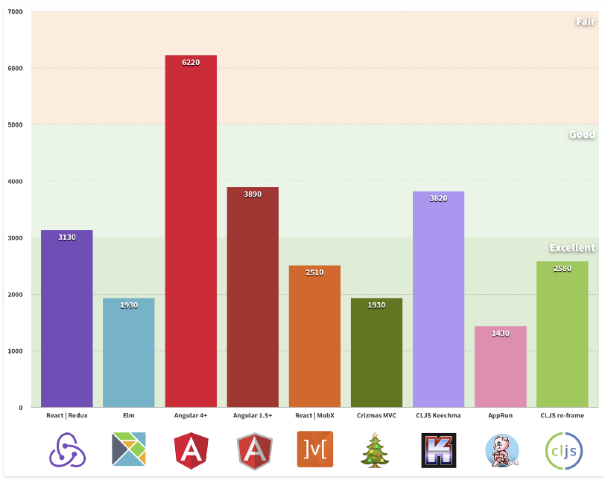 7000
Fair
6000
6220
5000
Good
4000
3890
3820
3000
Excellent
3130
2580
2510
2000
1930
1930
1430
1000
0
React | Redux
Elm
Angular 4+
Angular 1.5+
React | MobX
Crizmas MVC
CLJS Keechma
AppRun
CLJS re-frame
A
A
]v[
K
cljs